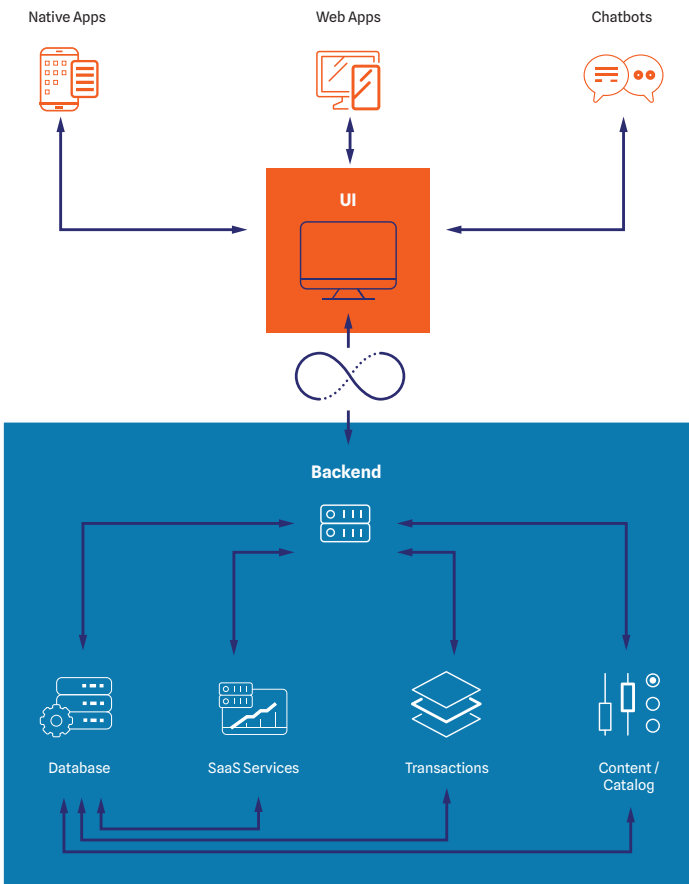 Native Apps
Web Apps
Chatbots
UI
Backend
Database
SaaS Services
Transactions
Content /
Catalog